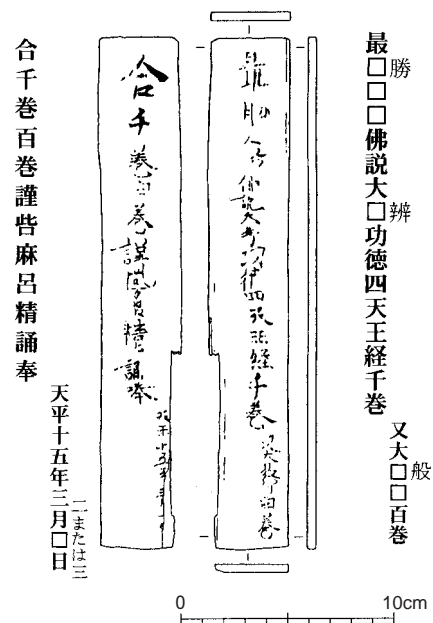 最□□□佛説大□功徳四天王経千巻
勝
辨
又大□□百巻
般
合千巻百巻謹呰麻呂精誦奉
天平十五年三月□日
二または三
0 10cm